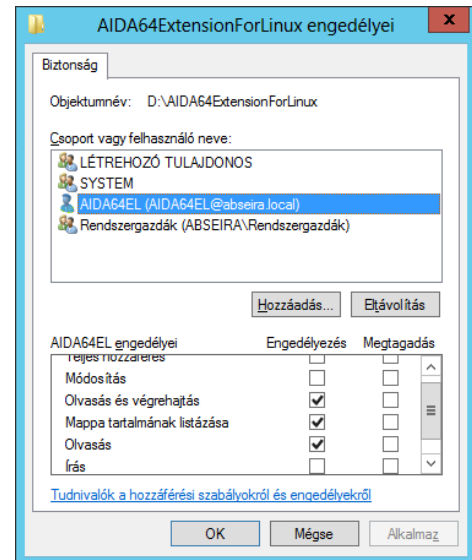 AIDA64ExtensionForLinux engedélyei
x
Biztonság
Objektumnév: D:\AIDA64ExtensionForLinux
Csoport vagy felhasználó neve:
LÉTREHOZÓ TULAJDONOS
SYSTEM
AIDA64EL (AIDA64EL@abseira.local)
Rendszergazdák (ABSEIRA\Rendszergazdák)
Hozzáadás... Eltávolítás
AIDA64EL engedélyei Engedélyezés Megtagadás
Teljes hozzáférés
Módosítás
Olvasás és végrehajtás
Mappa tartalmának listázása
Olvasás
Írás
Tudnivalók a hozzáférési szabályokról és engedélyekről
OK Mégse Alkalmaz